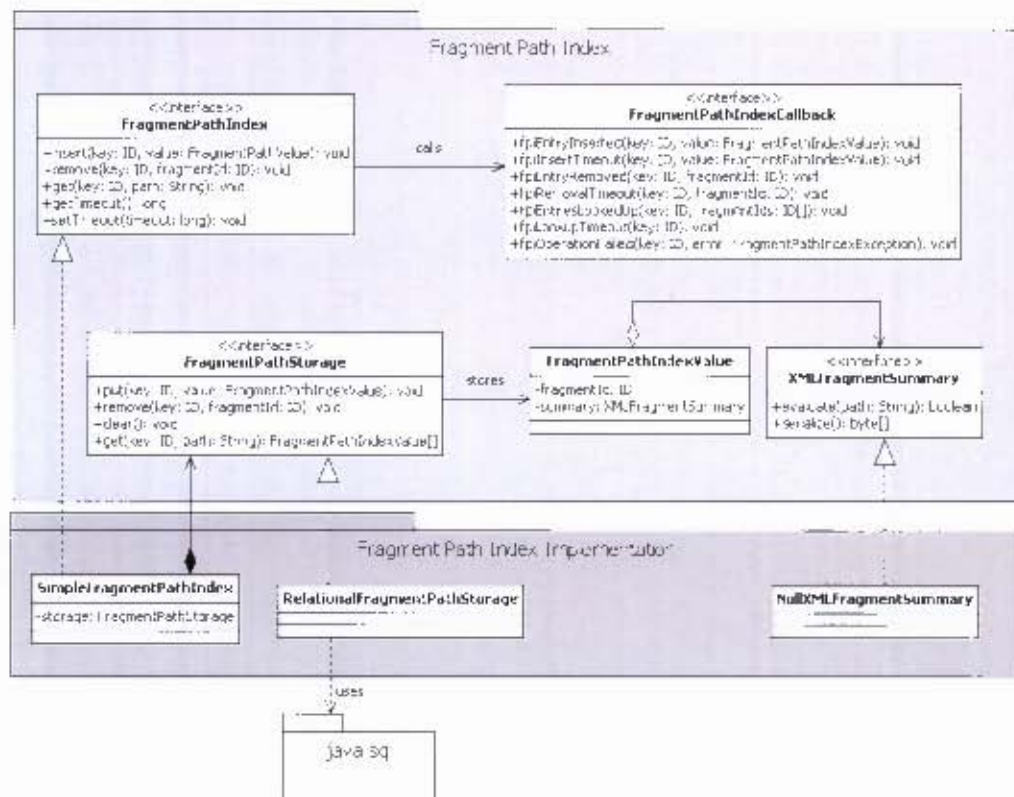 Fragment Path Index
<<interface>>
FragmentPathIndex
+insert(key: ID, value: FragmentPathValue): void
+remove(key: ID, fragmentId: ID): void
+get(key: ID, path: String): void
+getTimeout(): long
+setTimeout(timeout: long): void
calls
<<interface>>
FragmentPathIndexCallback
+fpiEntryInserted(key: ID, value: FragmentPathIndexValue): void
+fpiInsertTimeout(key: ID, value: FragmentPathIndexValue): void
+fpiEntryRemoved(key: ID, fragmentId: ID): void
+fpiRemovalTimeout(key: ID, fragmentId: ID): void
+fpiEntriesLookedUp(key: ID, fragmentIds: ID[]): void
+fpiLookupTimeout(key: ID): void
+fpiOperationFailed(key: ID, error: FragmentPathIndexException): void
<<interface>>
FragmentPathStorage
+put(key: ID, value: FragmentPathIndexValue): void
+remove(key: ID, fragmentId: ID): void
+clear(): void
+get(key: ID, path: String): FragmentPathIndexValue[]
stores
FragmentPathIndexValue
-fragmentId: ID
-summary: XMLFragmentSummary
<<interface>>
XMLFragmentSummary
+evaluate(path: String): boolean
+serialize(): byte[]
Fragment Path Index Implementation
SimpleFragmentPathIndex
-storage: FragmentPathStorage
RelationalFragmentPathStorage
NullXMLFragmentSummary
uses
java.sq